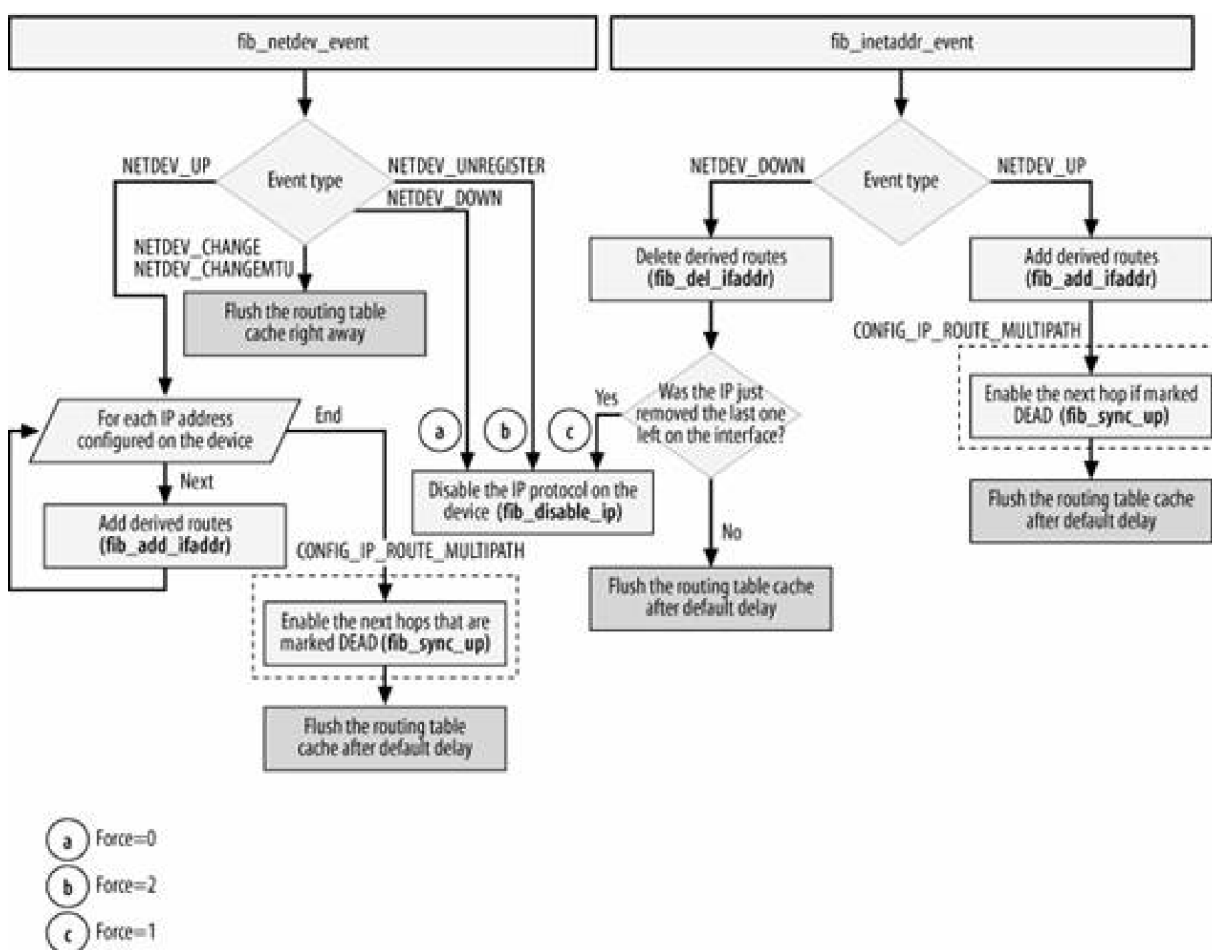 fib_netdev_event
Event type
NETDEV_UP
NETDEV_UNREGISTER
NETDEV_DOWN
NETDEV_CHANGE
NETDEV_CHANGEMTU
Flush the routing table
cache right away
For each IP address
configured on the device
End
Next
Add derived routes
(fib_add_ifaddr)
CONFIG_IP_ROUTE_MULTIPATH
Enable the next hops that are
marked DEAD (fib_sync_up)
Flush the routing table
cache after default delay
a
b
c
Disable the IP protocol on the
device (fib_disable_ip)
fib_inetaddr_event
Event type
NETDEV_DOWN
NETDEV_UP
Delete derived routes
(fib_del_ifaddr)
Was the IP just
removed the last one
left on the interface?
Yes
No
Flush the routing table cache
after default delay
Add derived routes
(fib_add_ifaddr)
CONFIG_IP_ROUTE_MULTIPATH
Enable the next hop if marked
DEAD (fib_sync_up)
Flush the routing table cache
after default delay
a Force=0
b Force=2
c Force=1